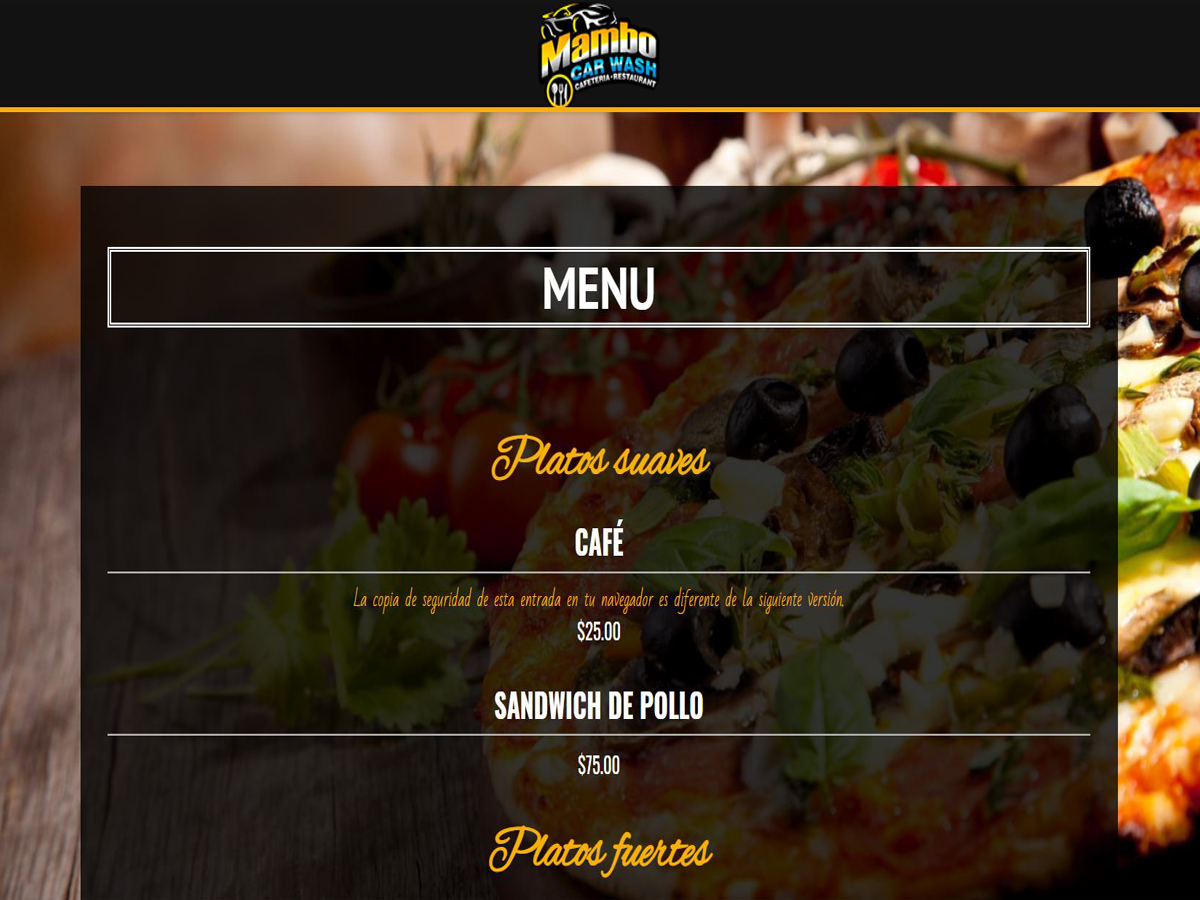 Mambo
CAR WASH
CAFETERIA•RESTAURANT
MENU
Platos suaves
CAFÉ
La copia de seguridad de esta entrada en tu navegador es diferente de la siguiente versión.
$25.00
SANDWICH DE POLLO
$75.00
Platos fuertes